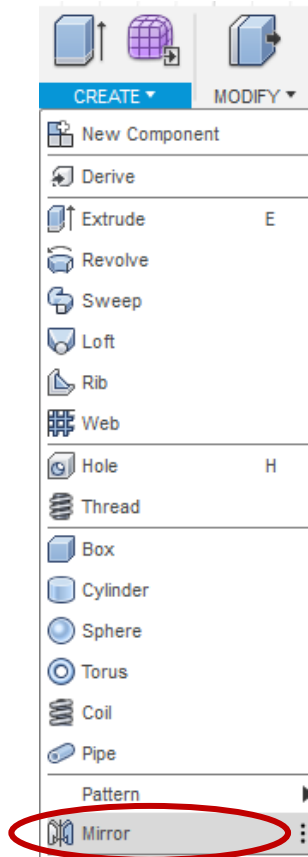 CREATE ▾ MODIFY ▾
New Component
Derive
Extrude E
Revolve
Sweep
Loft
Rib
Web
Hole H
Thread
Box
Cylinder
Sphere
Torus
Coil
Pipe
Pattern
Mirror